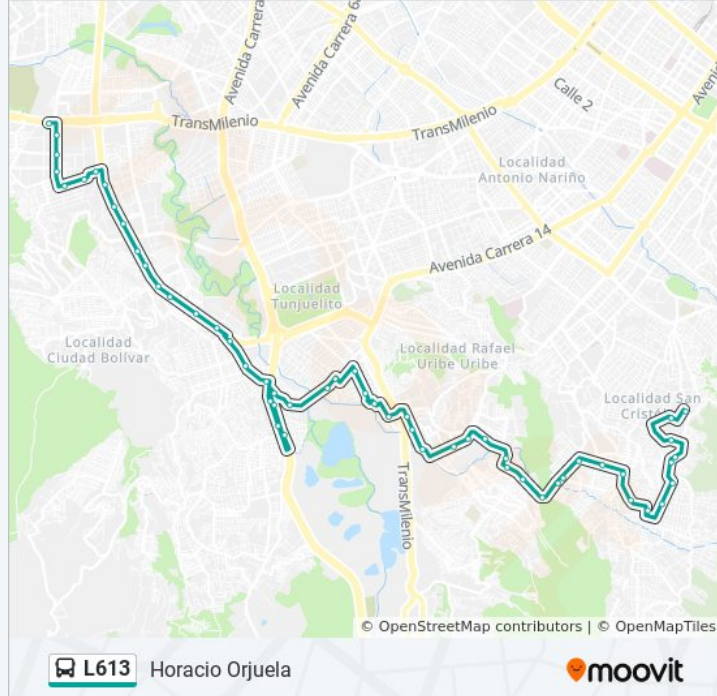 Avenida Carrera
Avenida Carrera 6
TransMilenio
TransMilenio
Calle 2
Localidad
Antonio Nariño
Avenida Carrera 14
Localidad
Tunjuelito
Localidad
Ciudad Bolívar
Localidad Rafael
Uribe Uribe
Localidad San
TransMilenio
© OpenStreetMap contributors | © OpenMapTiles
L613 Horacio Orjuela
moovit